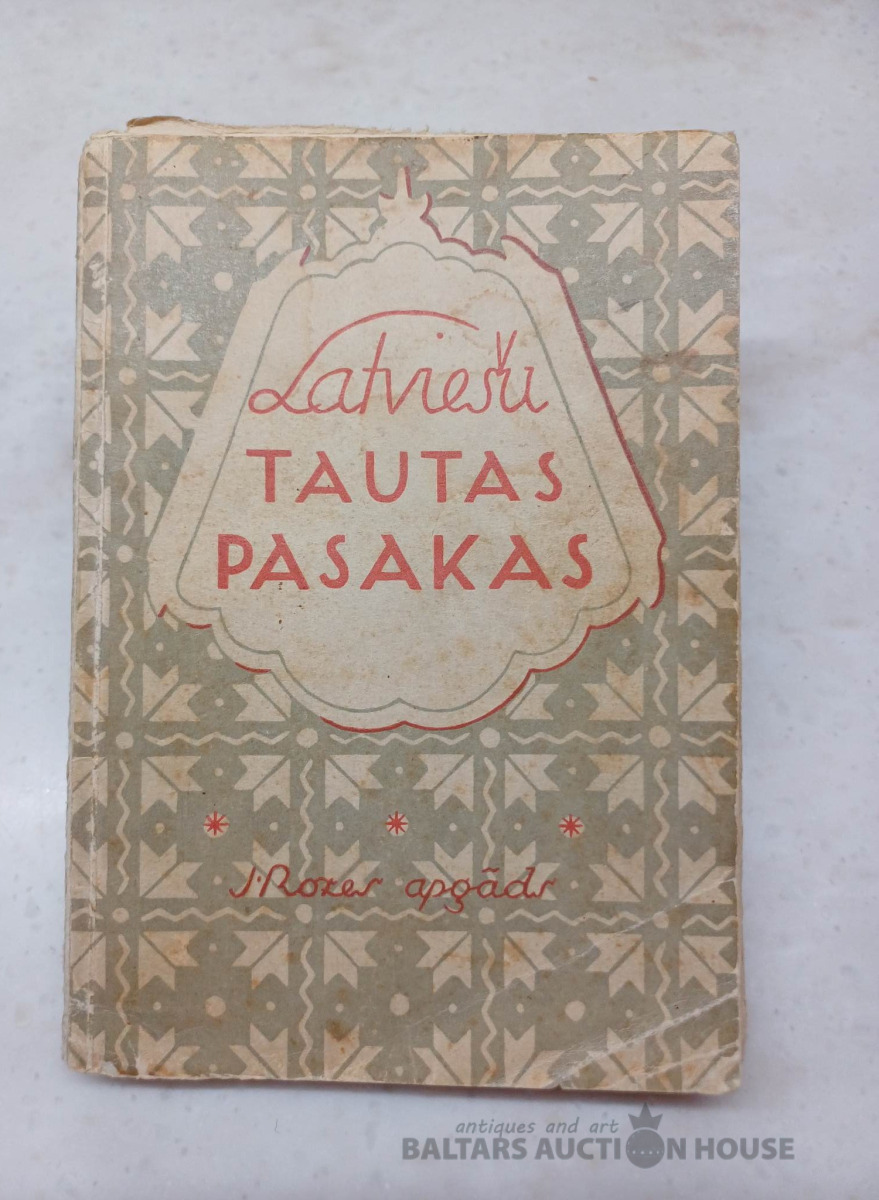 Latviešu
TAUTAS
PASAKAS
J. Rozes apgāds
antiques and art
BALTARS AUCTION HOUSE